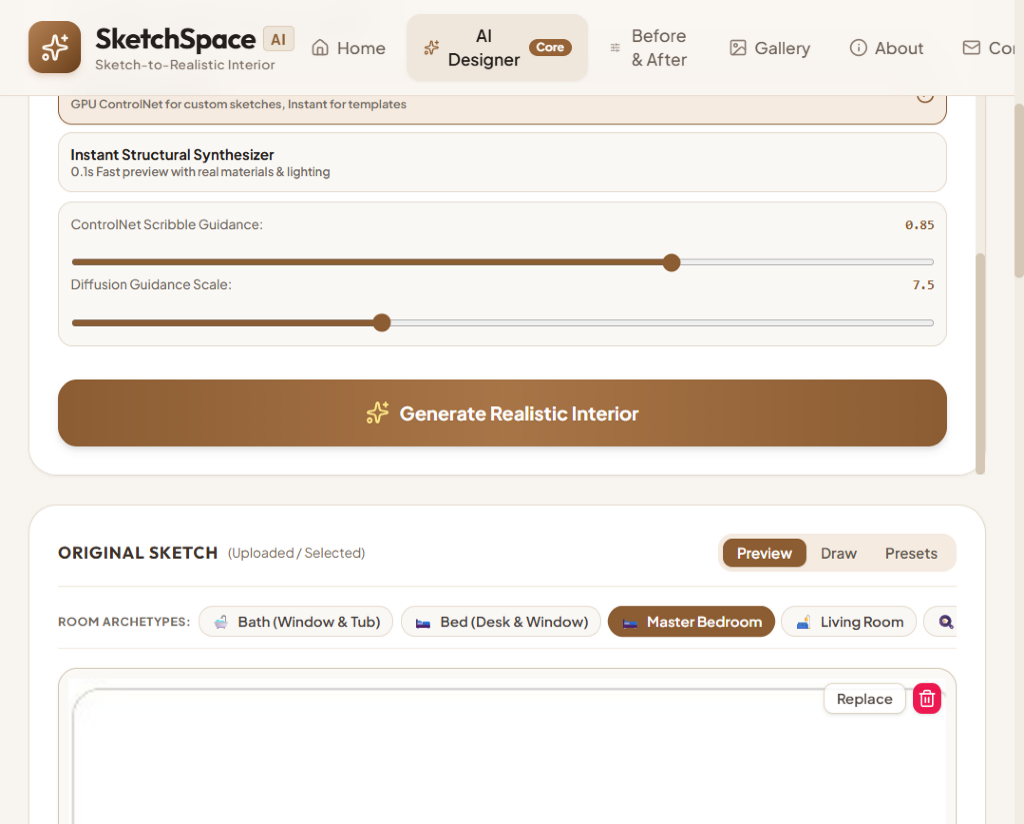 SketchSpace AI
Sketch-to-Realistic Interior
Home
AI Designer
Core
Before & After
Gallery
About
GPU ControlNet for custom sketches, Instant for templates
Instant Structural Synthesizer
0.1s Fast preview with real materials & lighting
ControlNet Scribble Guidance:
0.85
Diffusion Guidance Scale:
7.5
Generate Realistic Interior
ORIGINAL SKETCH (Uploaded / Selected)
Preview
Draw
Presets
ROOM ARCHETYPES:
Bath (Window & Tub)
Bed (Desk & Window)
Master Bedroom
Living Room
Replace